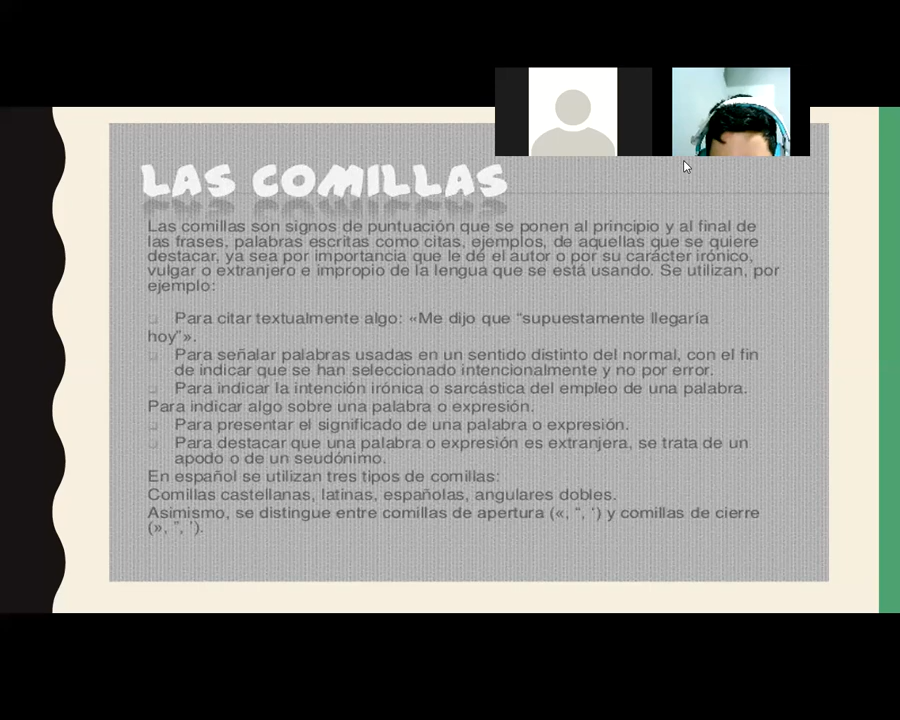 LAS COMILLAS
Las comillas son signos de puntuación que se ponen al principio y al final de
las frases, palabras escritas como citas, ejemplos, de aquellas que se quiere
destacar, ya sea por importancia que le dé el autor o por su carácter irónico,
vulgar o extranjero e impropio de la lengua que se está usando. Se utilizan, por
ejemplo:
Para citar textualmente algo: «Me dijo que “supuestamente llegaría
hoy”».
Para señalar palabras usadas en un sentido distinto del normal, con el fin
de indicar que se han seleccionado intencionalmente y no por error.
Para indicar la intención irónica o sarcástica del empleo de una palabra.
Para indicar algo sobre una palabra o expresión.
Para presentar el significado de una palabra o expresión.
Para destacar que una palabra o expresión es extranjera, se trata de un
apodo o de un seudónimo.
En español se utilizan tres tipos de comillas:
Comillas castellanas, latinas, españolas, angulares dobles.
Asimismo, se distingue entre comillas de apertura («, “, ‘) y comillas de cierre
(», ”, ’).